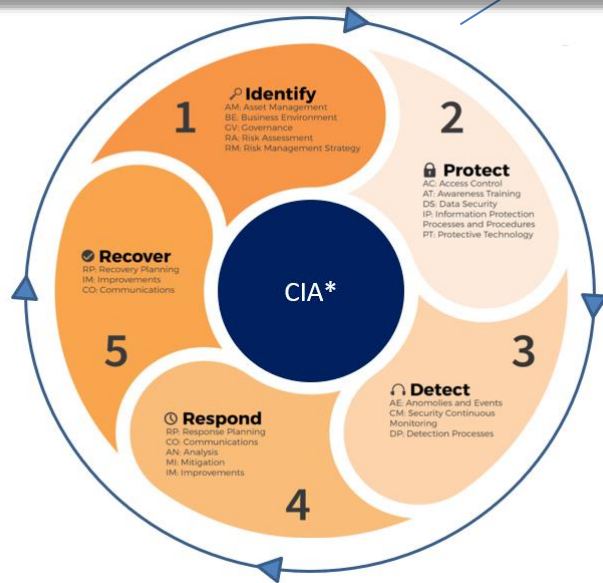 1
Identify
AM: Asset Management
BE: Business Environment
GV: Governance
RA: Risk Assessment
RM: Risk Management Strategy
2
Protect
AC: Access Control
AT: Awareness Training
DS: Data Security
IP: Information Protection
Processes and Procedures
PT: Protective Technology
3
Detect
AE: Anomolies and Events
CM: Security Continuous
Monitoring
DP: Detection Processes
4
Respond
RP: Response Planning
CO: Communications
AN: Analysis
MI: Mitigation
IM: Improvements
5
Recover
RP: Recovery Planning
IM: Improvements
CO: Communications
CIA*